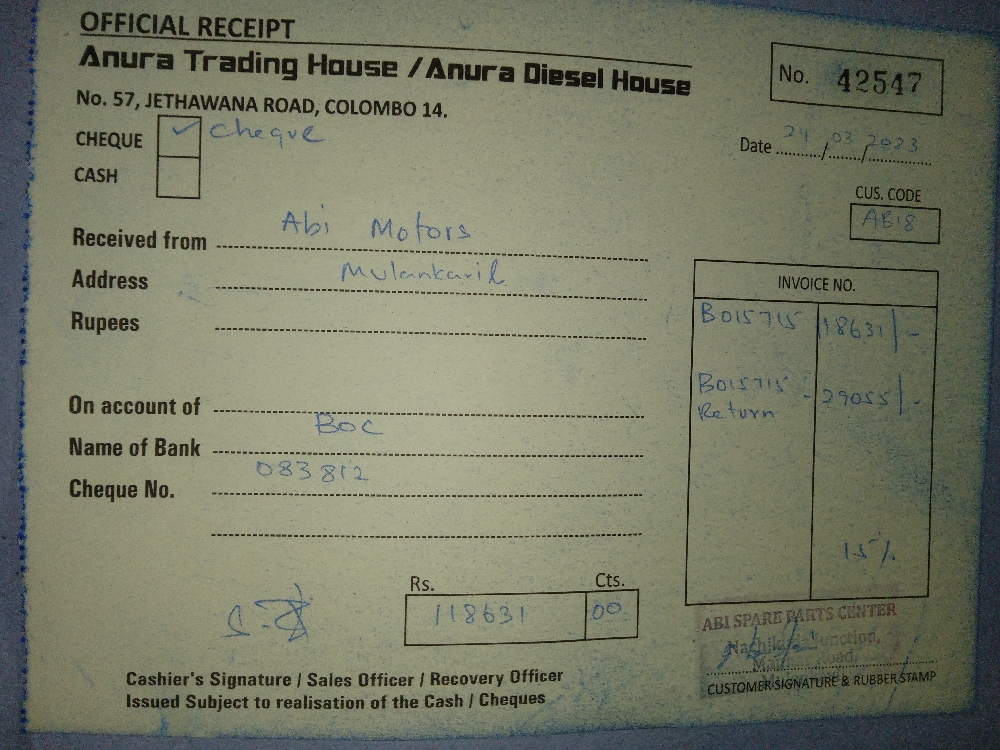 OFFICIAL RECEIPT
Anura Trading House / Anura Diesel House
No. 42547
No. 57, JETHAWANA ROAD, COLOMBO 14.
CHEQUE ✓ Cheque
Date 24/03/2023
CASH
CUS. CODE
ABI8
Received from Abi Motors
Address
Rupees
INVOICE NO.
B015715 118631/-
B015715 - 29055/-
Return
On account of
Name of Bank BOC
Cheque No. 083812
15%
Rs. Cts.
118631 00
ABI SPARE PARTS CENTER
Junction,
Road,
Cashier's Signature / Sales Officer / Recovery Officer
CUSTOMER SIGNATURE & RUBBER STAMP
Issued Subject to realisation of the Cash / Cheques